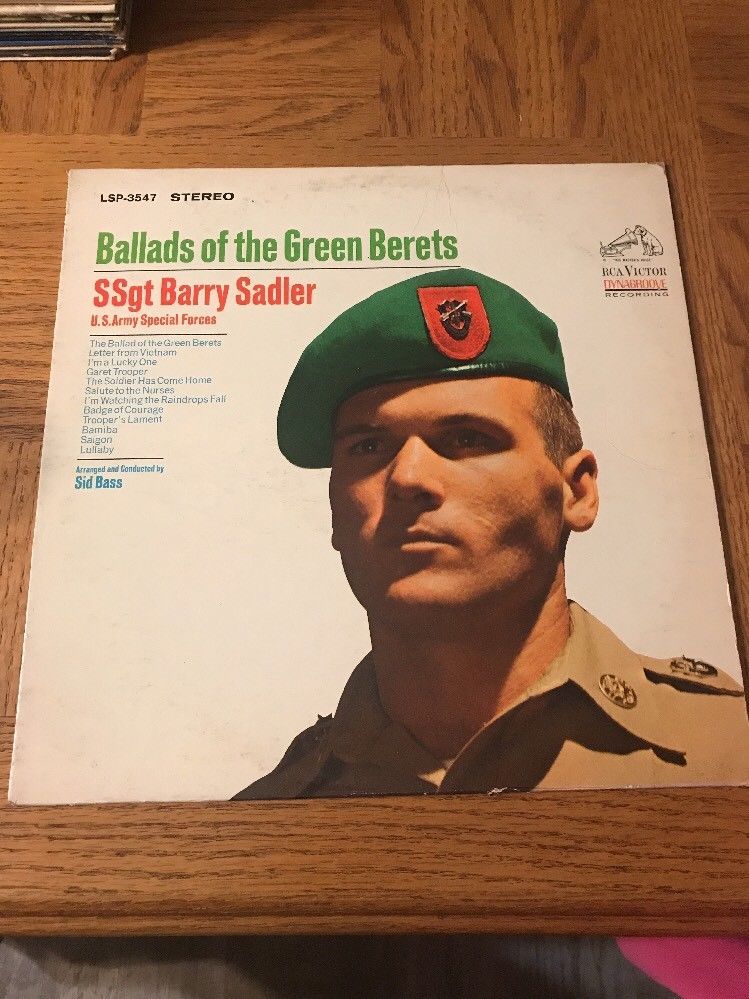 LSP-3547 STEREO
Ballads of the Green Berets
SSgt Barry Sadler
U.S.Army Special Forces
The Ballad of the Green Berets
Letter from Vietnam
I'm a Lucky One
Garet Trooper
The Soldier Has Come Home
Salute to the Nurses
I'm Watching the Raindrops Fall
Badge of Courage
Trooper's Lament
Bamiba
Saigon
Lullaby
Arranged and Conducted by
Sid Bass
"HIS MASTER'S VOICE"
RCA VICTOR
DYNAGROOVE
RECORDING